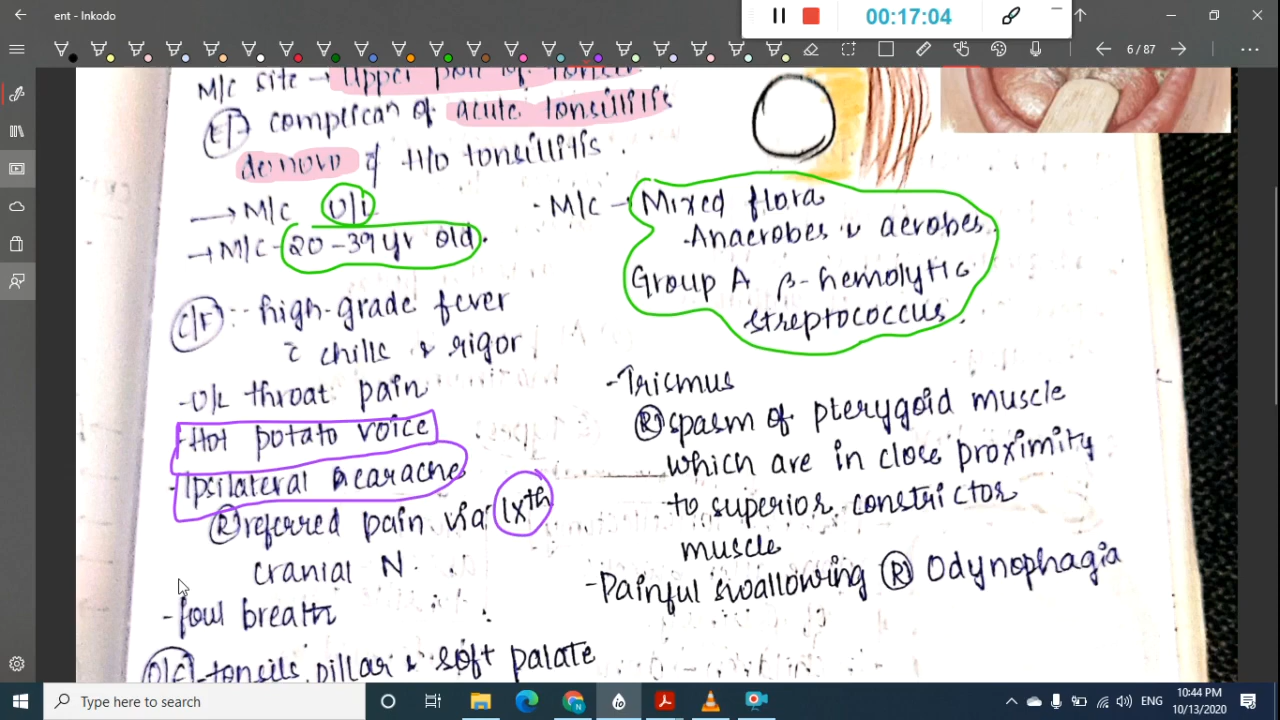 ent - Inkodo
00:17:04
6 / 87
M/c site → Upper pole of tonsil
E/P complican of acute tonsillitis
denovo H/o tonsillitis.
→ M/c U/L
→ M/c - 20-39 yr old.
· M/c → Mixed flora
- Anaerobes & aerobes
Group A β-hemolytic
streptococcus.
C/F :- high-grade fever
c̄ chills & rigor
- U/L throat pain
- Hot potato voice
- Ipsilateral earache
(R) referred pain via IXth
cranial N.
- foul breath
O/E - tonsils, pillar & soft palate
- Trismus
(R) spasm of pterygoid muscle
which are in close proximity
to superior constrictor
muscle
- Painful swallowing (R) Odynophagia
Type here to search
ENG
10:44 PM
10/13/2020